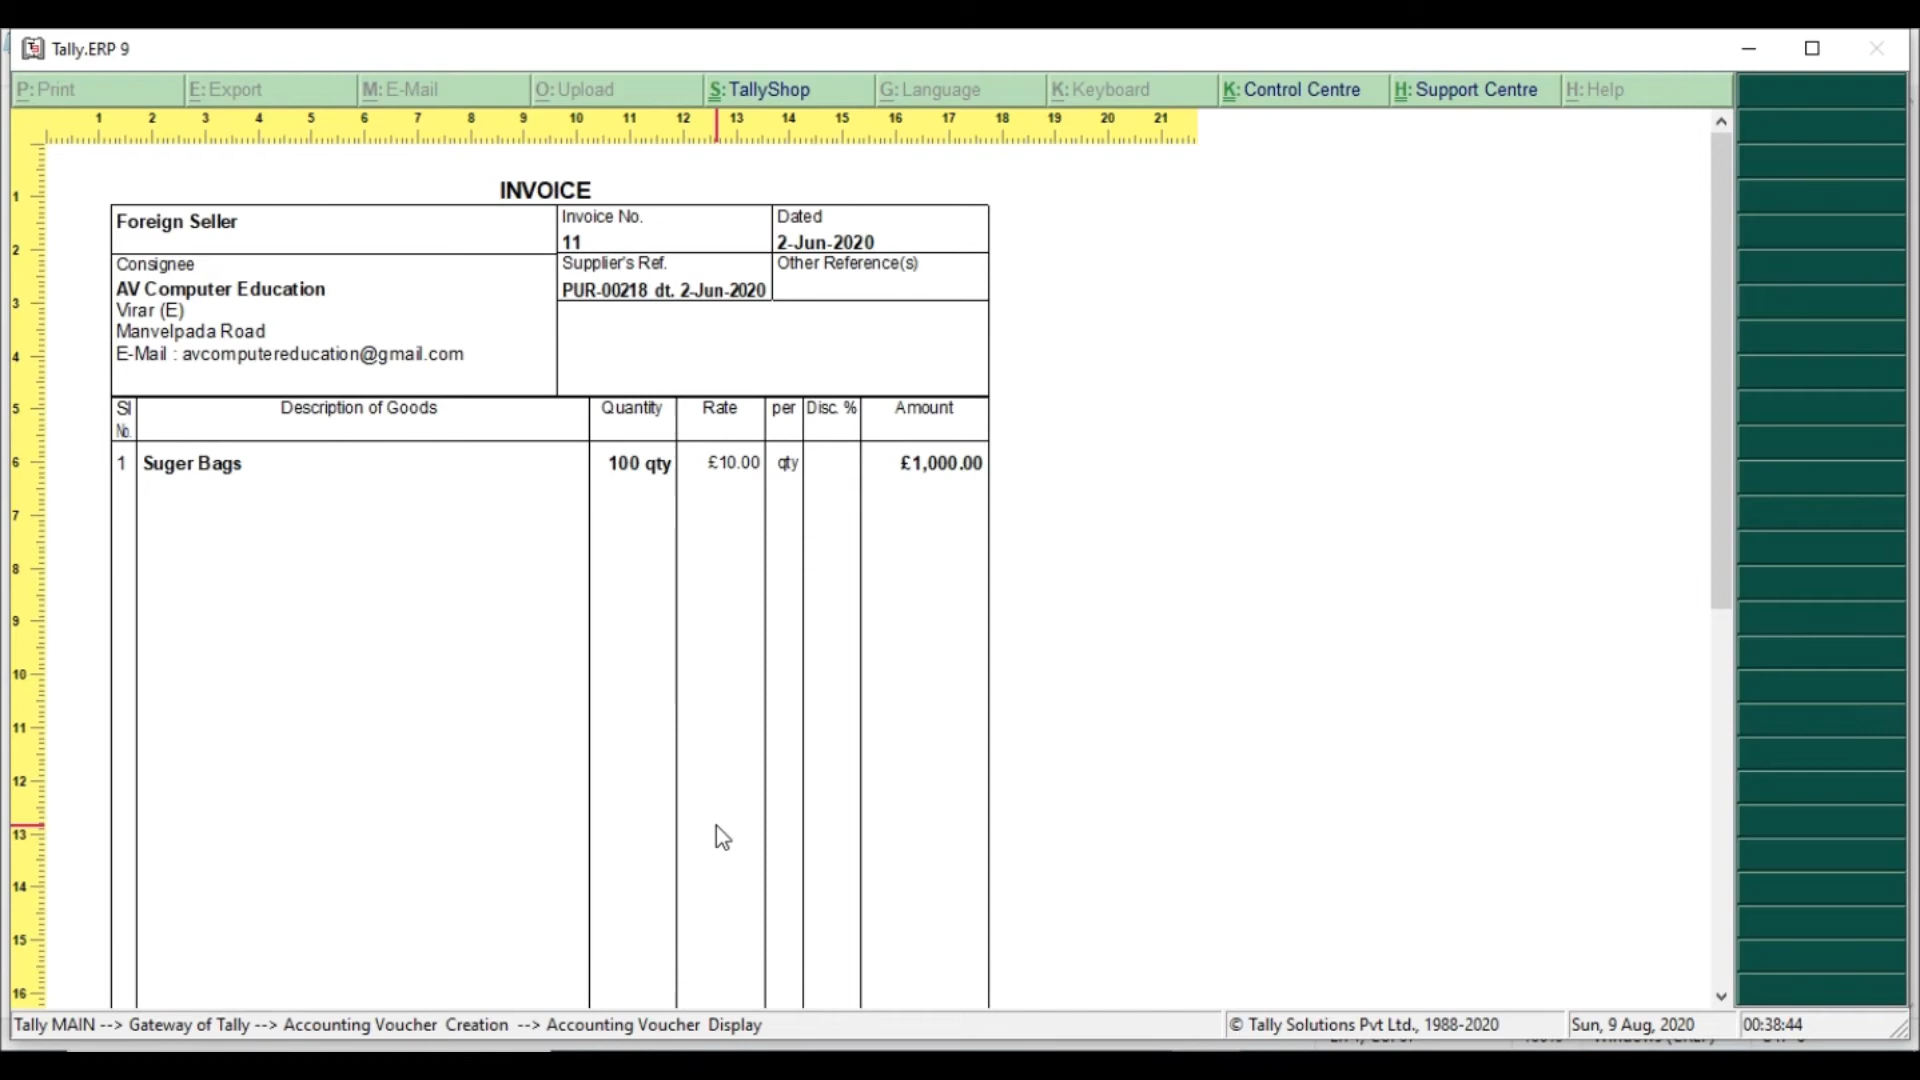 Tally.ERP 9
P: Print E: Export M: E-Mail O: Upload S: TallyShop G: Language K: Keyboard K: Control Centre H: Support Centre H: Help
1 2 3 4 5 6 7 8 9 10 11 12 13 14 15 16 17 18 19 20 21
INVOICE
Foreign Seller
Invoice No.
11
Dated
2-Jun-2020
Consignee
AV Computer Education
Virar (E)
Manvelpada Road
E-Mail : avcomputereducation@gmail.com
Supplier's Ref.
PUR-00218 dt. 2-Jun-2020
Other Reference(s)
Sl No. Description of Goods Quantity Rate per Disc. % Amount
1 Suger Bags 100 qty £10.00 qty £1,000.00
1
2
3
4
5
6
7
8
9
10
11
12
13
14
15
16
Tally MAIN --> Gateway of Tally --> Accounting Voucher Creation --> Accounting Voucher Display © Tally Solutions Pvt Ltd., 1988-2020 Sun, 9 Aug, 2020 00:38:44